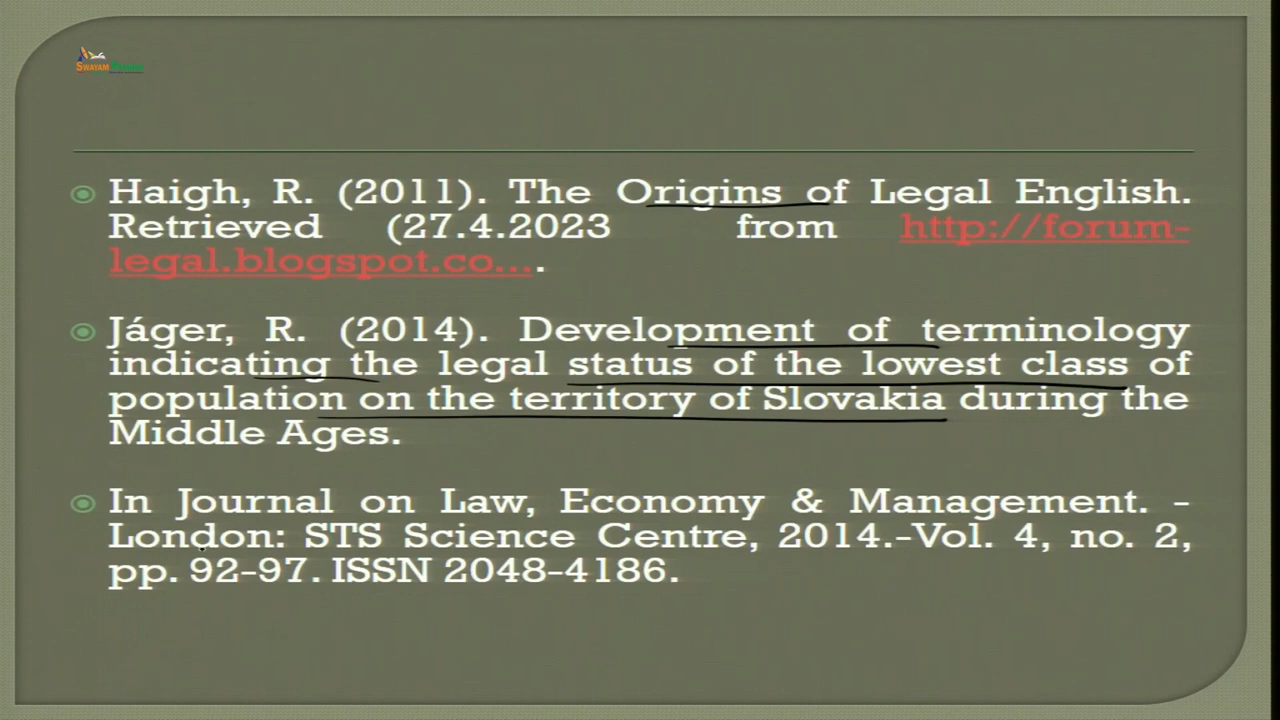 SWAYAM
Haigh, R. (2011). The Origins of Legal English.
Retrieved (27.4.2023 from http://forum-
legal.blogspot.co....
Jáger, R. (2014). Development of terminology
indicating the legal status of the lowest class of
population on the territory of Slovakia during the
Middle Ages.
In Journal on Law, Economy & Management. -
London: STS Science Centre, 2014.-Vol. 4, no. 2,
pp. 92-97. ISSN 2048-4186.